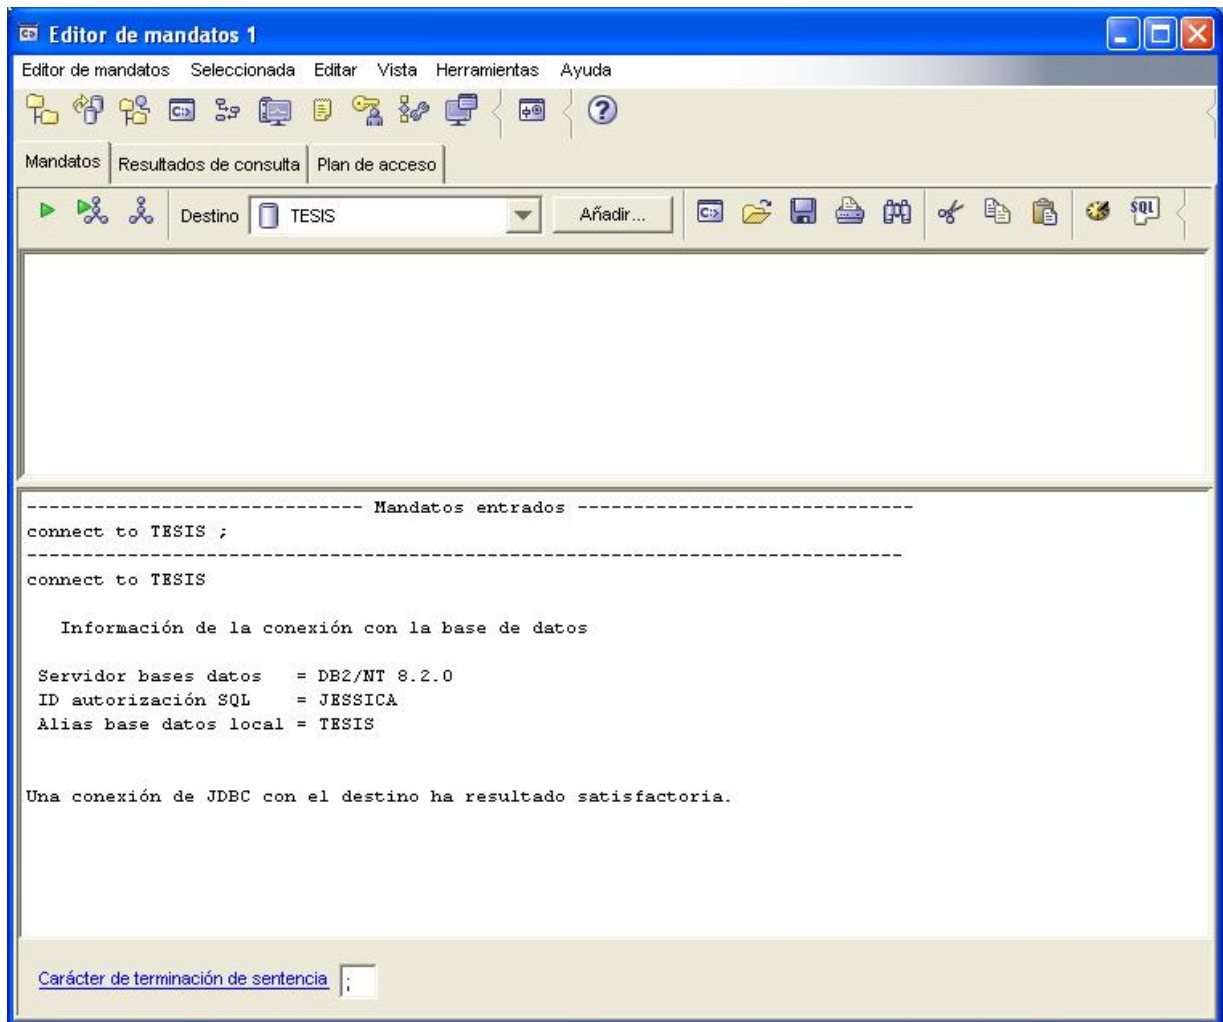 Editor de mandatos 1
Editor de mandatos Seleccionada Editar Vista Herramientas Ayuda
Mandatos Resultados de consulta Plan de acceso
Destino TESIS Añadir... SQL
------------------------------ Mandatos entrados ------------------------------
connect to TESIS ;
------------------------------------------------------------------------------
connect to TESIS
Información de la conexión con la base de datos
Servidor bases datos = DB2/NT 8.2.0
ID autorización SQL = JESSICA
Alias base datos local = TESIS
Una conexión de JDBC con el destino ha resultado satisfactoria.
Carácter de terminación de sentencia ;